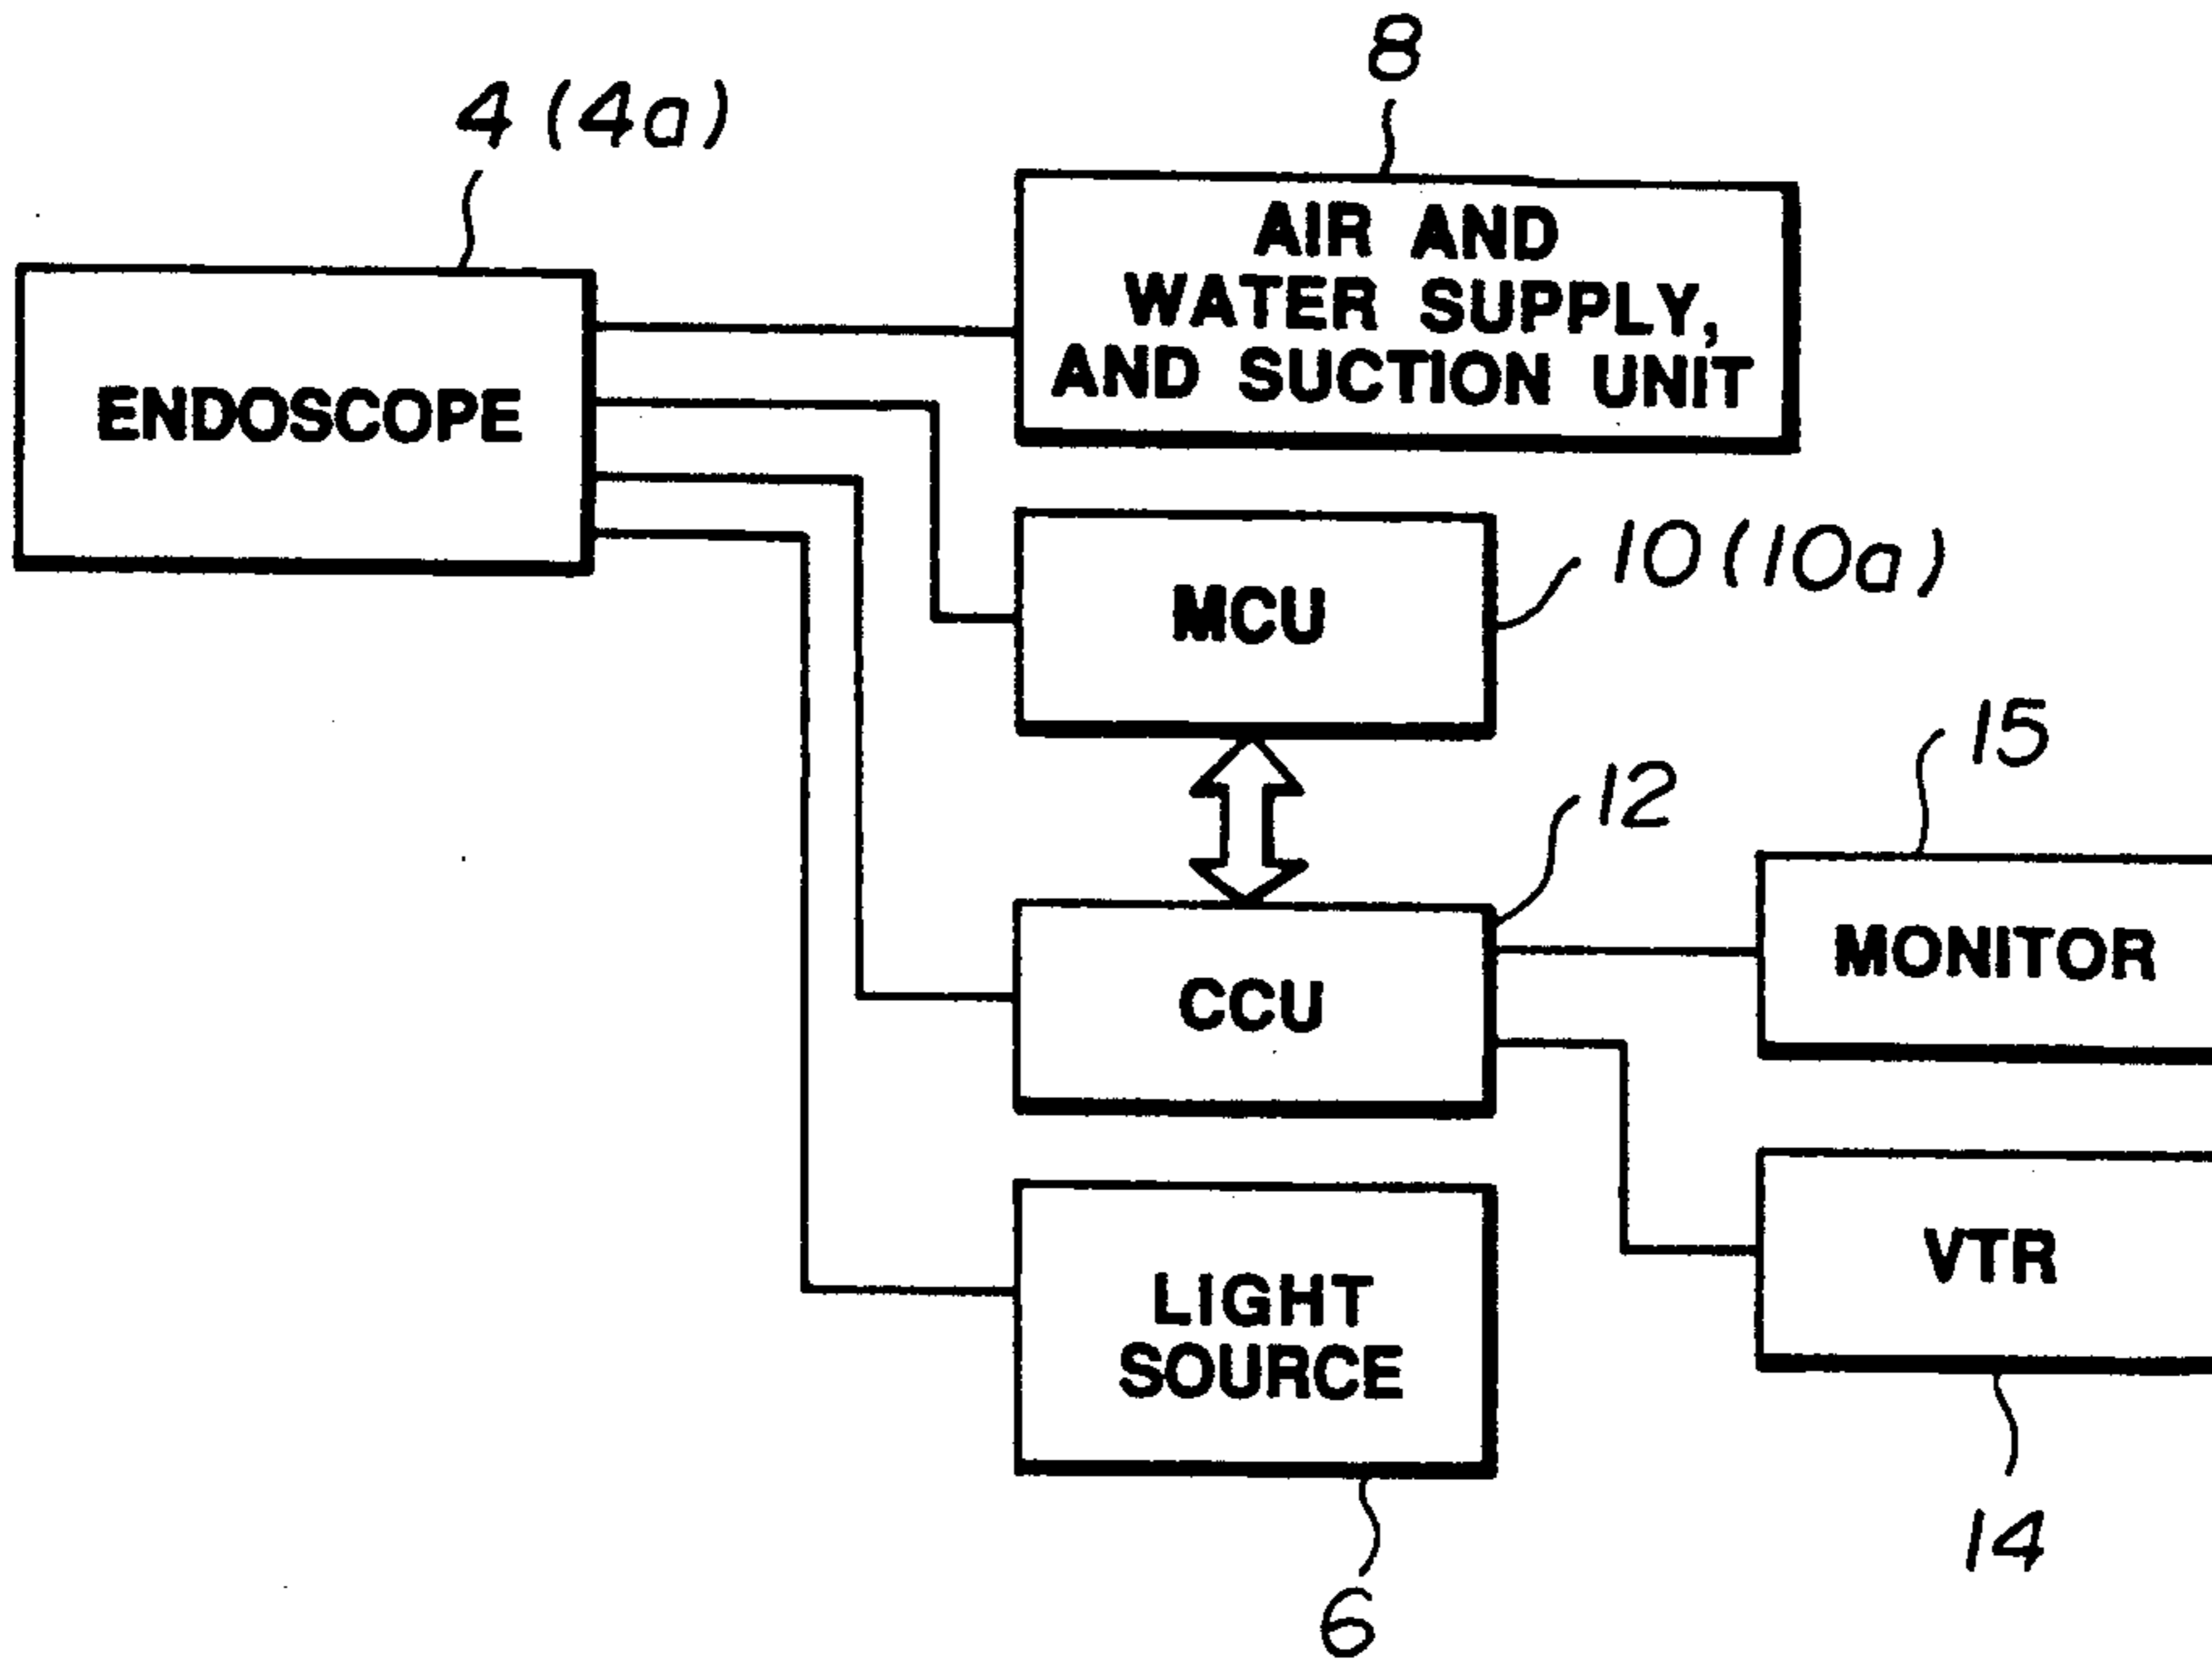 8
4 (4a)
AIR AND
WATER SUPPLY,
AND SUCTION UNIT
ENDOSCOPE
10 (10a)
MCU
15
12
MONITOR
CCU
VTR
LIGHT
SOURCE
14
6